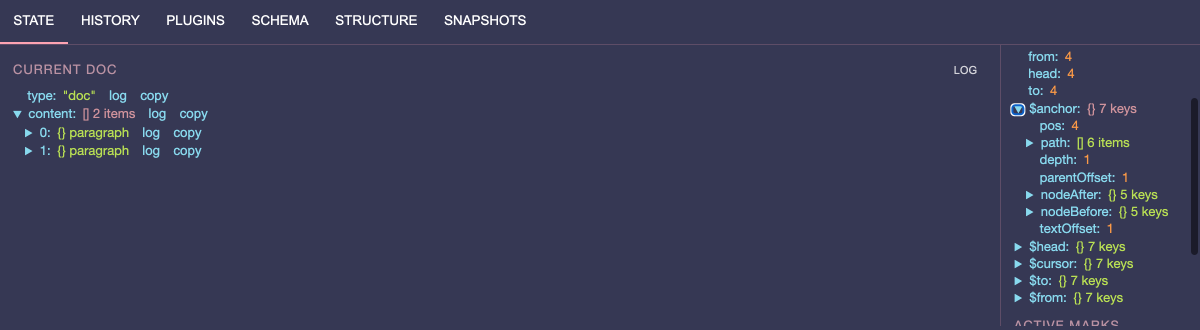 STATE HISTORY PLUGINS SCHEMA STRUCTURE SNAPSHOTS
CURRENT DOC LOG
type: "doc" log copy
content: [] 2 items log copy
0: {} paragraph log copy
1: {} paragraph log copy
from: 4
head: 4
to: 4
$anchor: {} 7 keys
pos: 4
path: [] 6 items
depth: 1
parentOffset: 1
nodeAfter: {} 5 keys
nodeBefore: {} 5 keys
textOffset: 1
$head: {} 7 keys
$cursor: {} 7 keys
$to: {} 7 keys
$from: {} 7 keys
ACTIVE MARKS